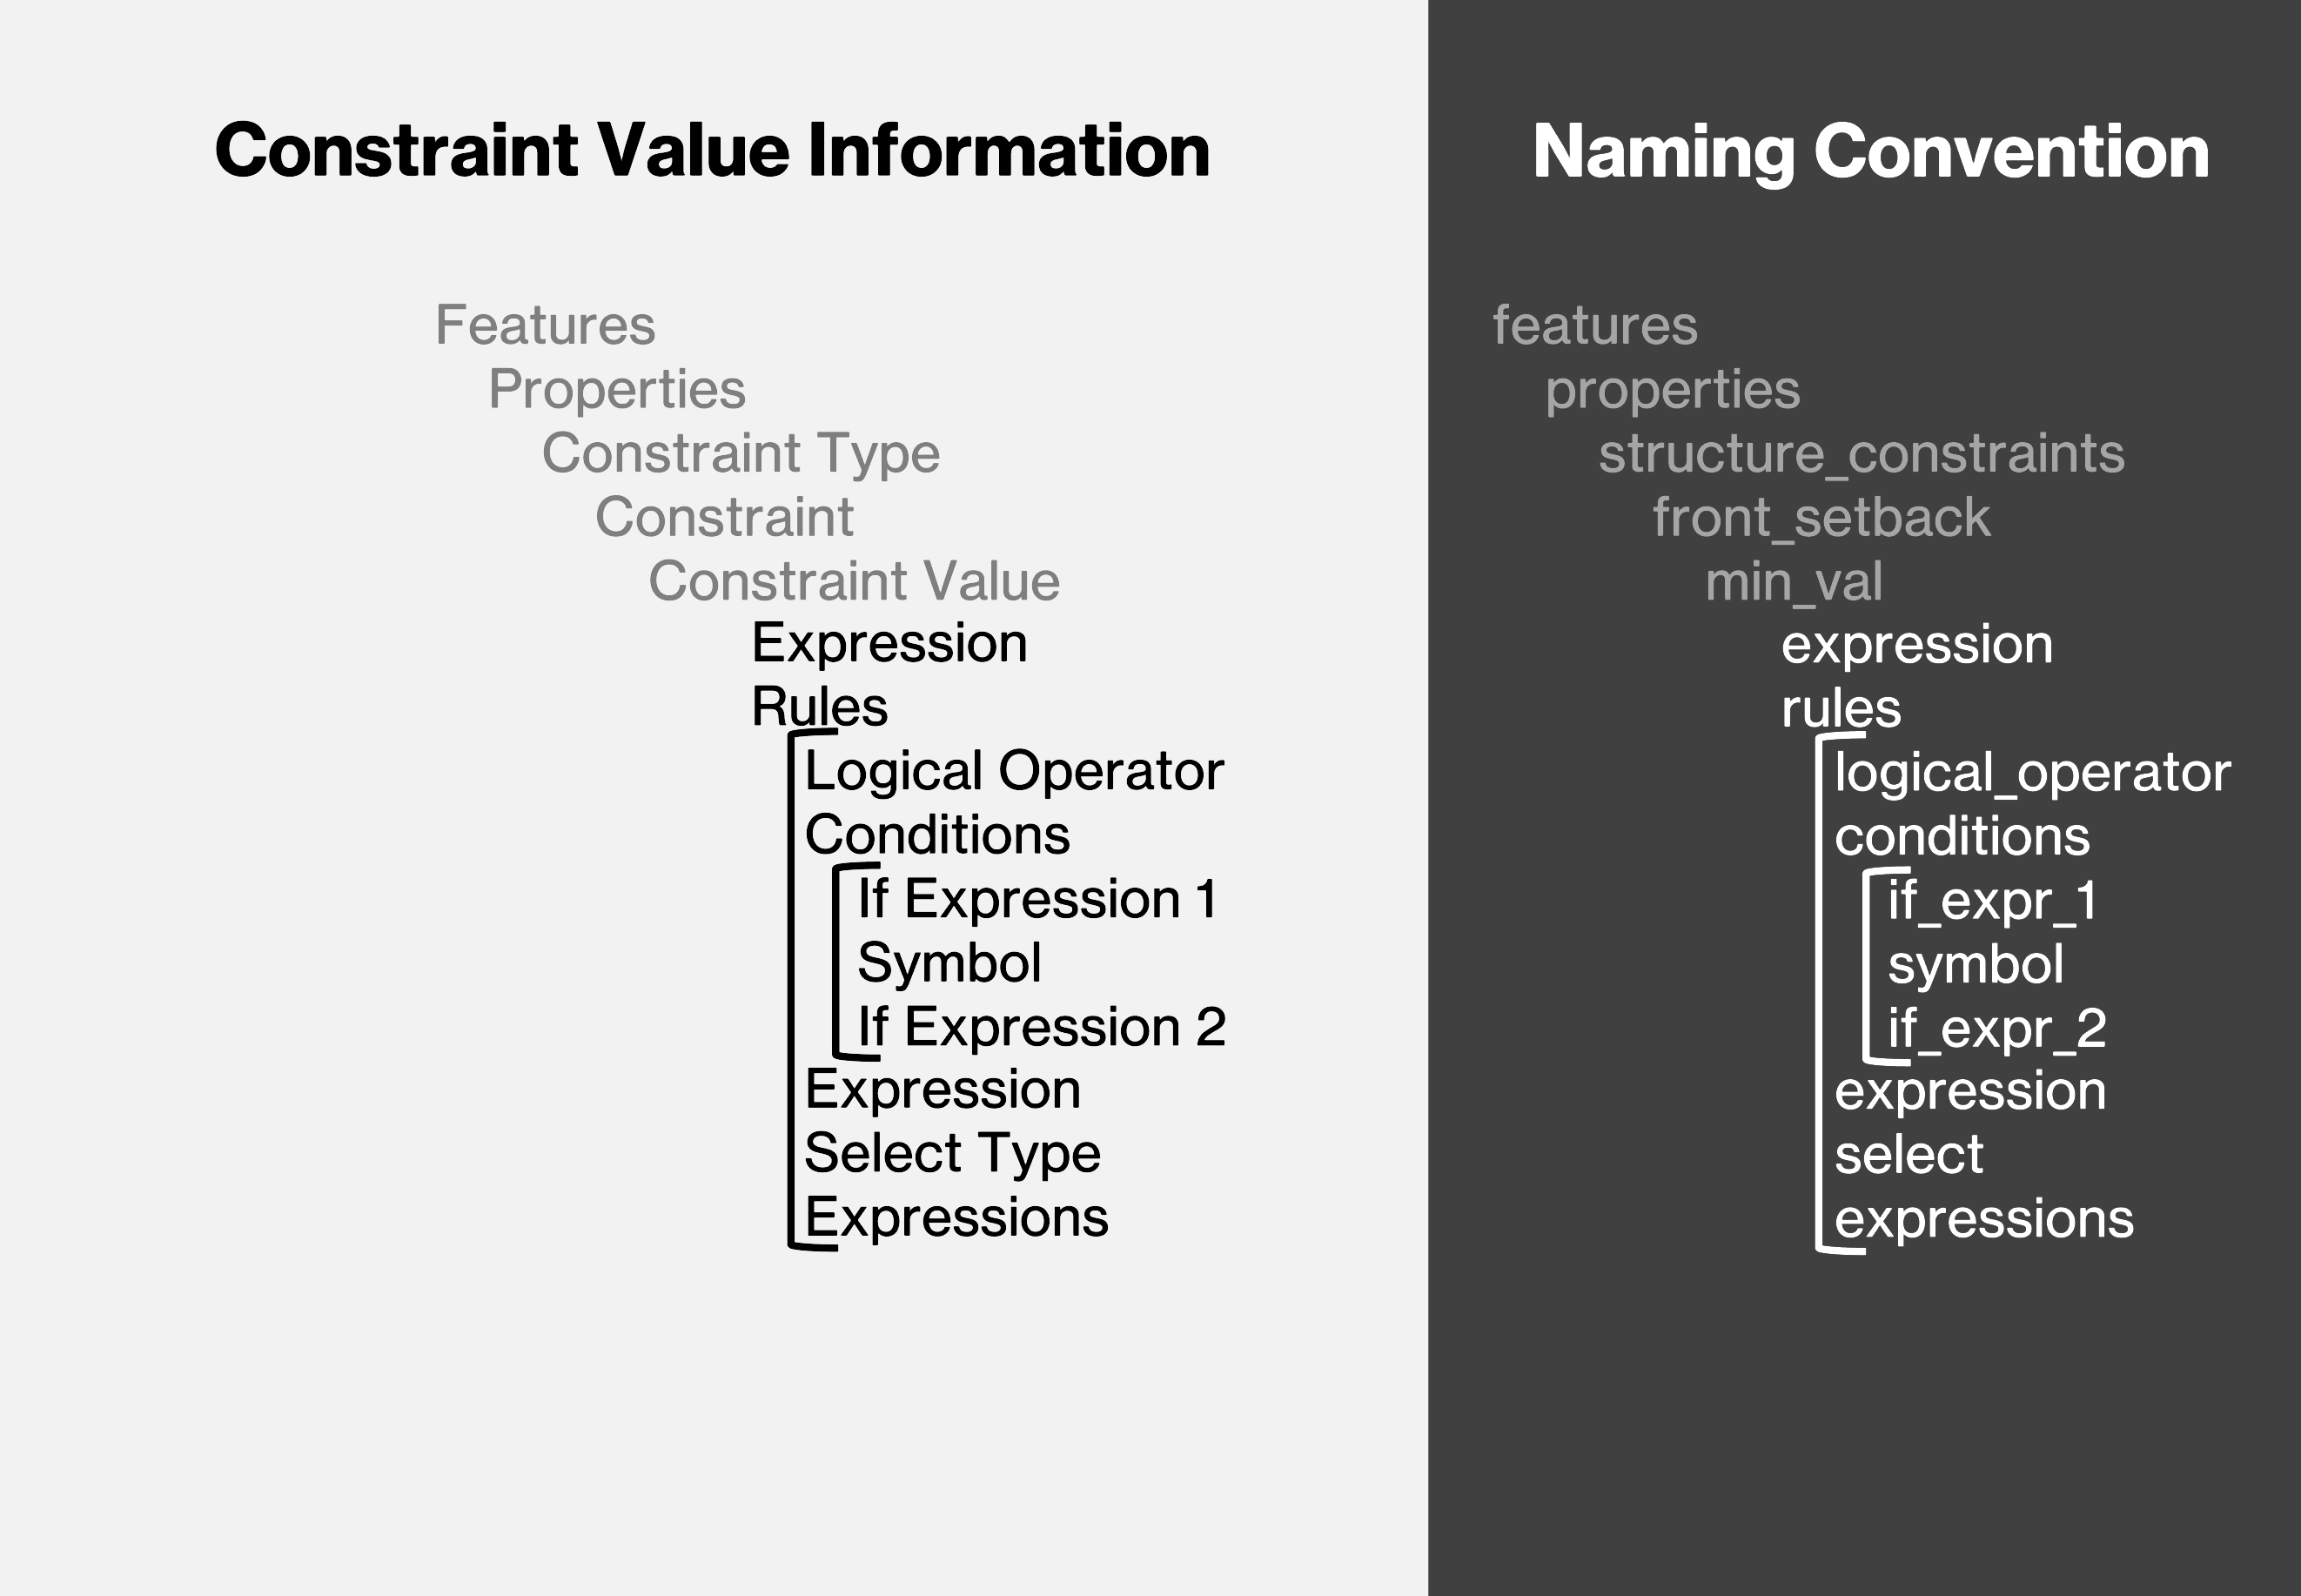 Constraint Value Information
Features
Properties
Constraint Type
Constraint
Constraint Value
Expression
Rules
Logical Operator
Conditions
If Expression 1
Symbol
If Expression 2
Expression
Select Type
Expressions
Naming Convention
features
properties
structure_constraints
front_setback
min_val
expression
rules
logical_operator
conditions
if_expr_1
symbol
if_expr_2
expression
select
expressions